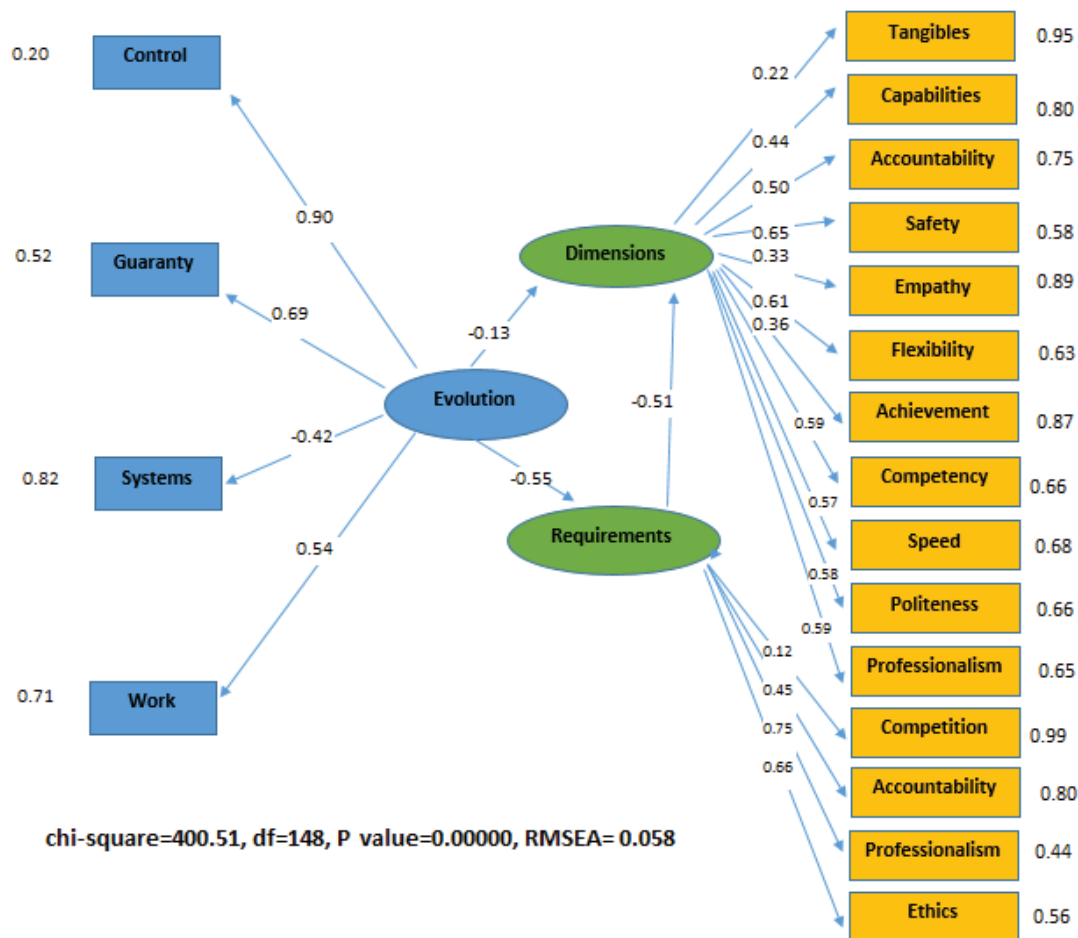 0.20
Control
0.90
0.52
Guaranty
0.69
-0.13
Evolution
-0.42
0.82
Systems
-0.55
0.54
0.71
Work
Dimensions
-0.51
Requirements
0.22
0.44
0.50
0.65
0.33
0.61
0.36
0.59
0.57
0.58
0.59
0.12
0.45
0.75
0.66
Tangibles 0.95
Capabilities 0.80
Accountability 0.75
Safety 0.58
Empathy 0.89
Flexibility 0.63
Achievement 0.87
Competency 0.66
Speed 0.68
Politeness 0.66
Professionalism 0.65
Competition 0.99
Accountability 0.80
Professionalism 0.44
Ethics 0.56
chi-square=400.51, df=148, P value=0.00000, RMSEA= 0.058